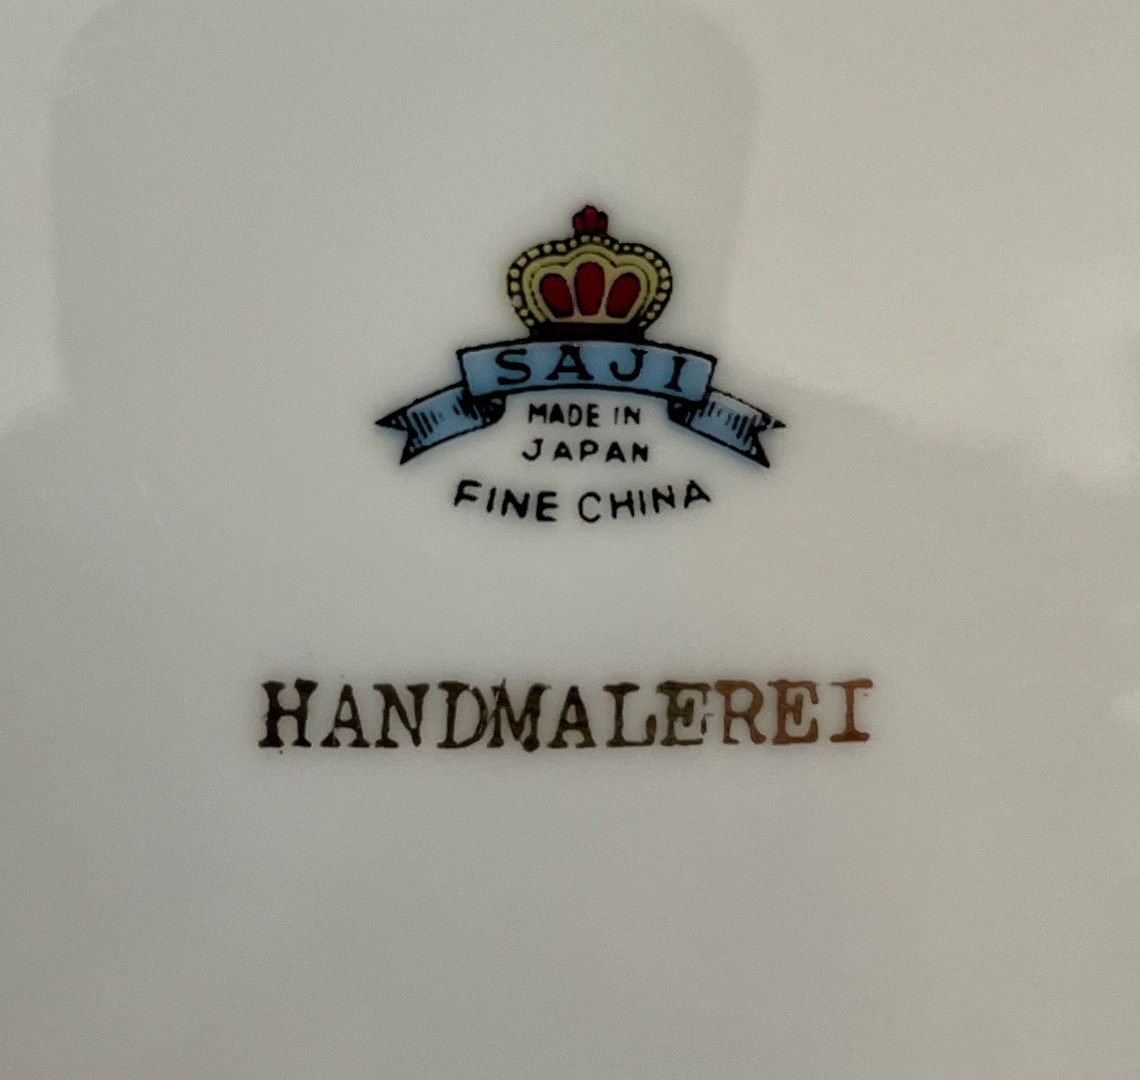 SAJI
MADE IN
JAPAN
FINE CHINA
HANDMALEREI